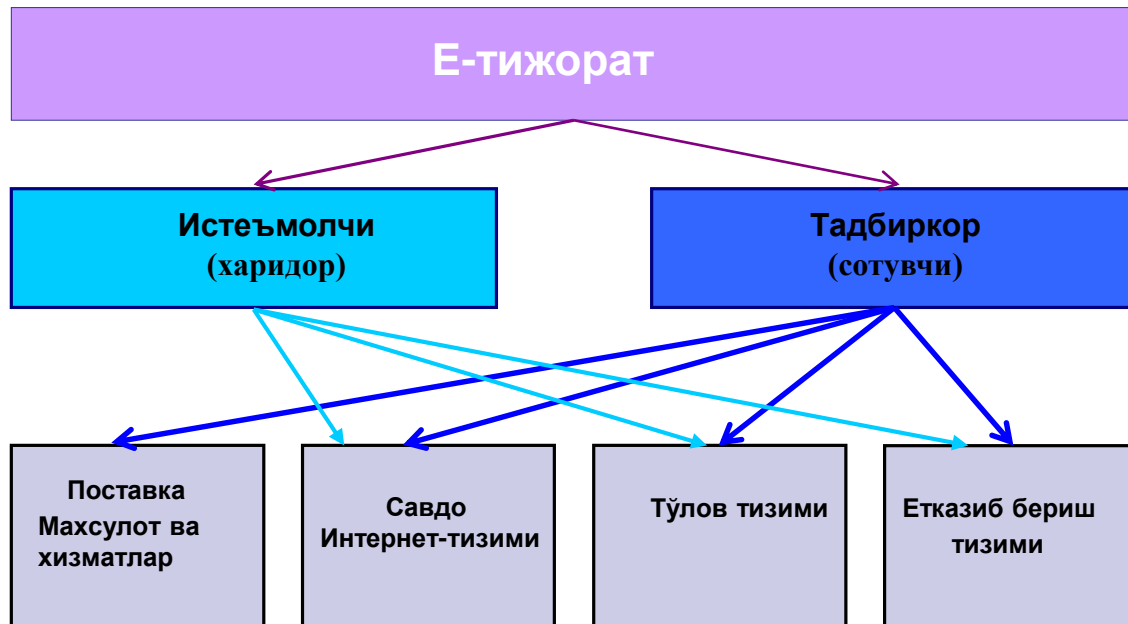 Е-тижорат
Истеъмолчи
(харидор)
Тадбиркор
(сотувчи)
Поставка
Махсулот ва
хизматлар
Савдо
Интернет-тизими
Тўлов тизими
Етказиб бериш
тизими